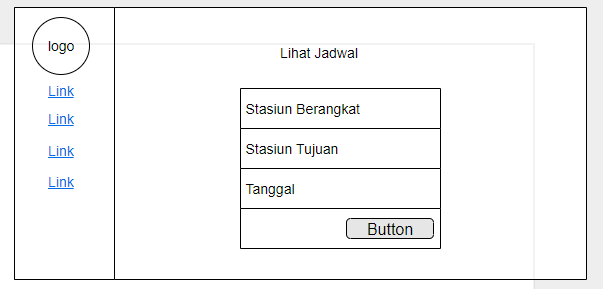 logo
Link
Link
Link
Link
Lihat Jadwal
Stasiun Berangkat
Stasiun Tujuan
Tanggal
Button